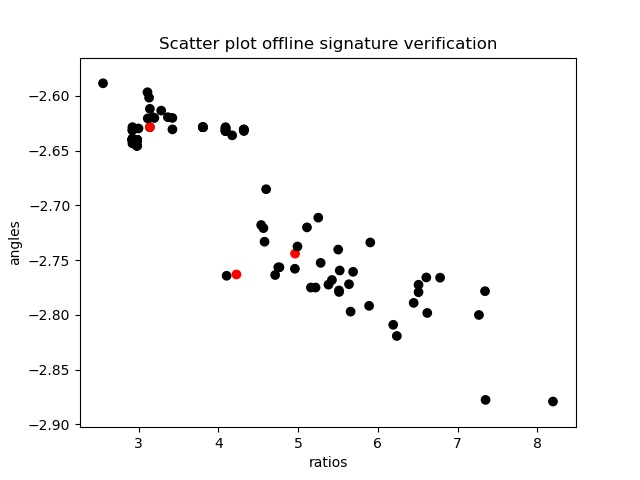 Scatter plot offline signature verification
−2.60
−2.65
−2.70
−2.75
−2.80
−2.85
−2.90
angles
3 4 5 6 7 8
ratios